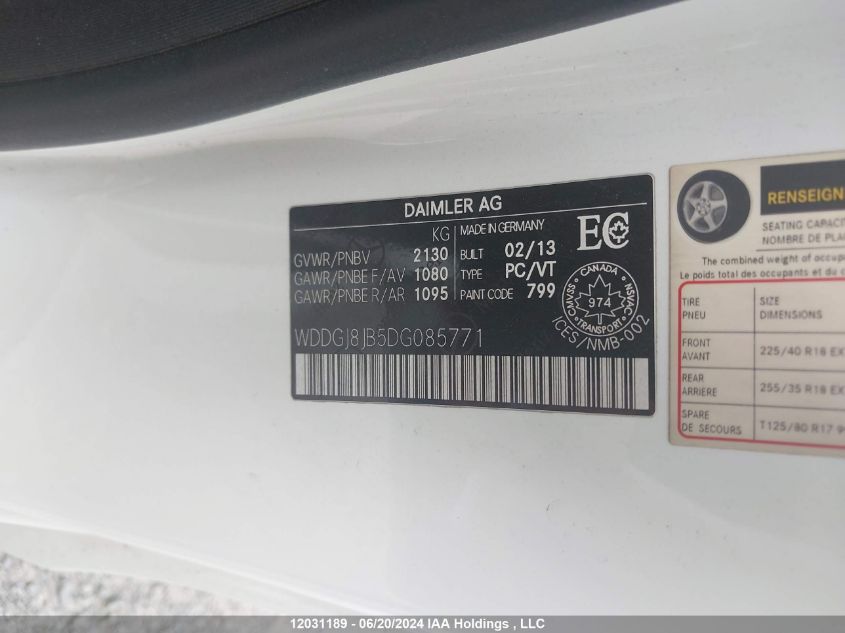 DAIMLER AG
KG MADE IN GERMANY
GVWR/PNBV 2130 BUILT 02/13
GAWR/PNBE F/AV 1080 TYPE PC/VT
GAWR/PNBE R/AR 1095 PAINT CODE 799
EC
CANADA
CMVSS 974 NSVAC
TRANSPORT
ICES/NMB-002
WDDGJ8JB5DG085771
RENSEIGN
SEATING CAPACI
NOMBRE DE PLA
The combined weight of occup
Le poids total des occupants et du c
TIRE SIZE
PNEU DIMENSIONS
FRONT
AVANT 225/40 R18 EX
REAR
ARRIERE 255/35 R18 EX
SPARE
DE SECOURS T125/80 R17 9
12031189 - 06/20/2024 IAA Holdings , LLC